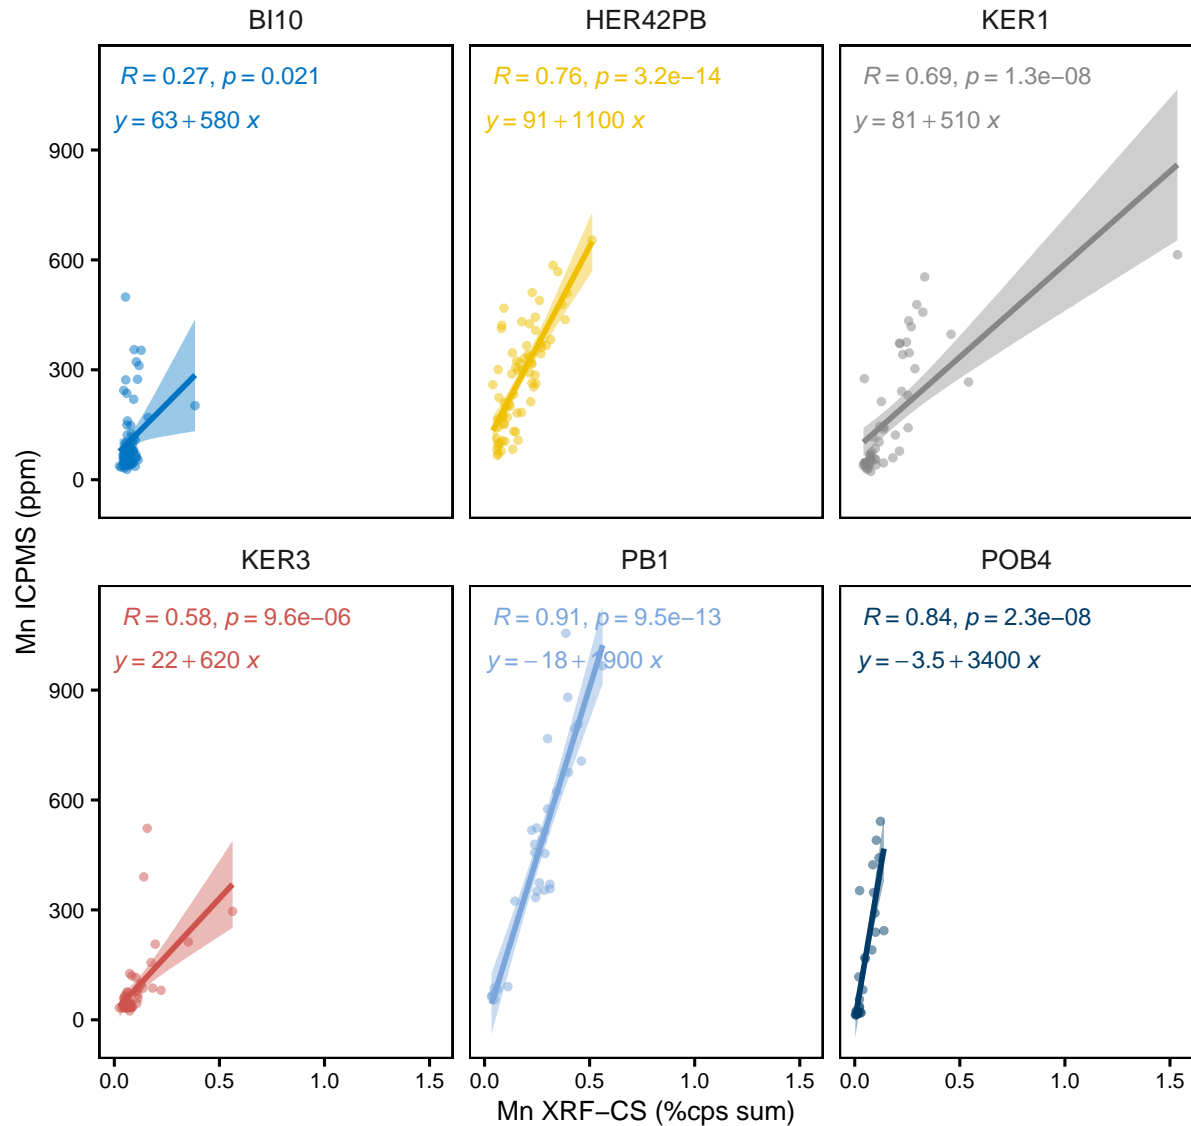 BI10
HER42PB
KER1
R = 0.27, p = 0.021
y = 63 + 580 x
R = 0.76, p = 3.2e−14
y = 91 + 1100 x
R = 0.69, p = 1.3e−08
y = 81 + 510 x
900
600
300
0
Mn ICPMS (ppm)
KER3
PB1
POB4
R = 0.58, p = 9.6e−06
y = 22 + 620 x
R = 0.91, p = 9.5e−13
y = − 18 + 1900 x
R = 0.84, p = 2.3e−08
y = −3.5 + 3400 x
900
600
300
0
0.0 0.5 1.0 1.5
0.0 0.5 1.0 1.5
0.0 0.5 1.0 1.5
Mn XRF−CS (%cps sum)